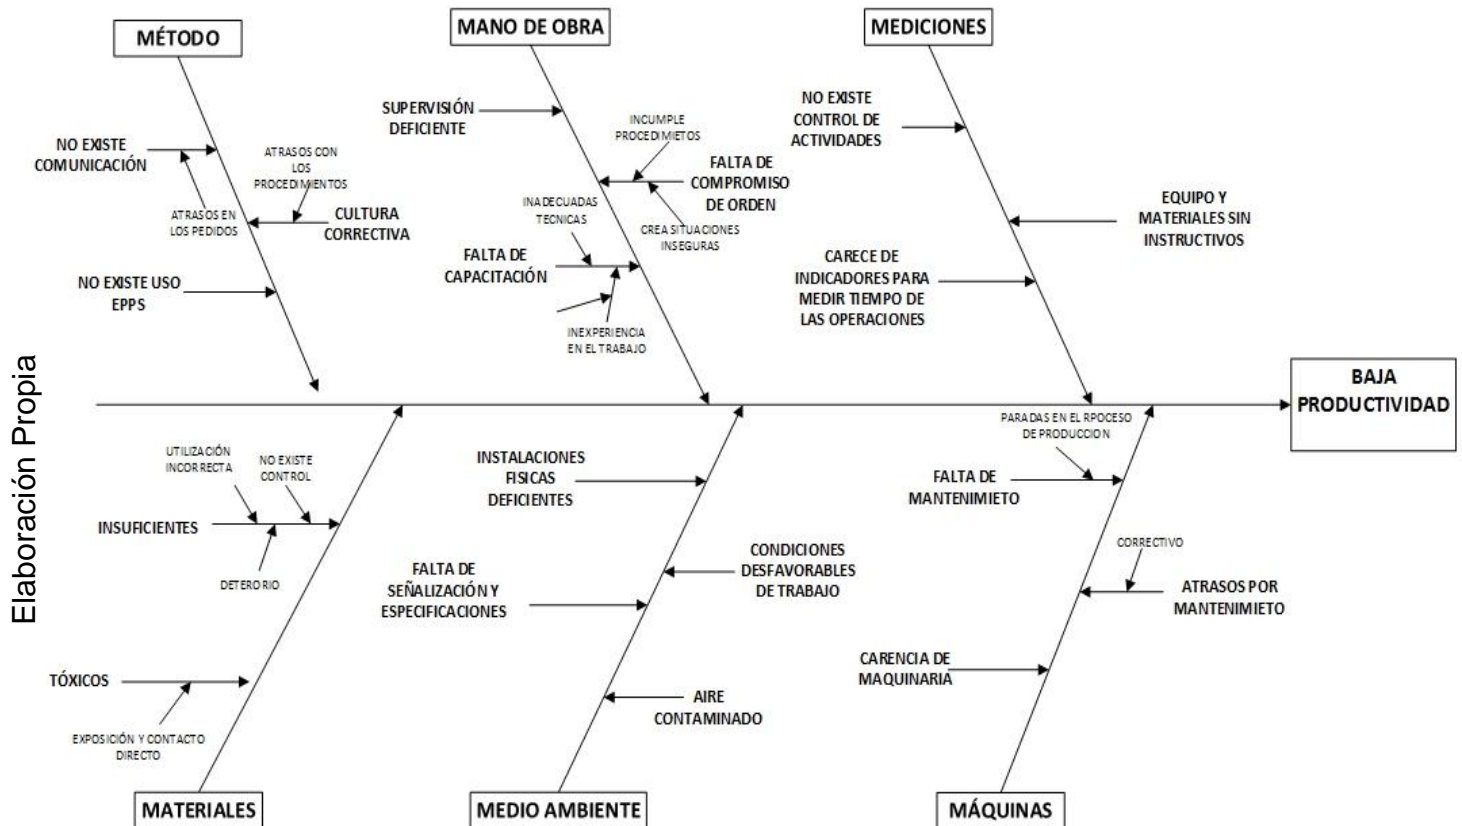 MÉTODO
MANO DE OBRA
MEDICIONES
NO EXISTE
COMUNICACIÓN
ATRASOS EN
LOS PEDIDOS
ATRASOS CON
LOS
PROCEDIMIENTOS
CULTURA
CORRECTIVA
NO EXISTE USO
EPPS
SUPERVISIÓN
DEFICIENTE
INCUMPLE
PROCEDIMIETOS
FALTA DE
COMPROMISO
DE ORDEN
CREA SITUACIONES
INSEGURAS
INADECUADAS
TECNICAS
FALTA DE
CAPACITACIÓN
INEXPERIENCIA
EN EL TRABAJO
NO EXISTE
CONTROL DE
ACTIVIDADES
EQUIPO Y
MATERIALES SIN
INSTRUCTIVOS
CARECE DE
INDICADORES PARA
MEDIR TIEMPO DE
LAS OPERACIONES
BAJA
PRODUCTIVIDAD
Elaboración Propia
UTILIZACIÓN
INCORRECTA
NO EXISTE
CONTROL
INSUFICIENTES
DETERORIO
TÓXICOS
EXPOSICIÓN Y CONTACTO
DIRECTO
MATERIALES
INSTALACIONES
FISICAS
DEFICIENTES
CONDICIONES
DESFAVORABLES
DE TRABAJO
FALTA DE
SEÑALIZACIÓN Y
ESPECIFICACIONES
AIRE
CONTAMINADO
MEDIO AMBIENTE
PARADAS EN EL RPOCESO
DE PRODUCCION
FALTA DE
MANTENIMIETO
CORRECTIVO
ATRASOS POR
MANTENIMIETO
CARENCIA DE
MAQUINARIA
MÁQUINAS